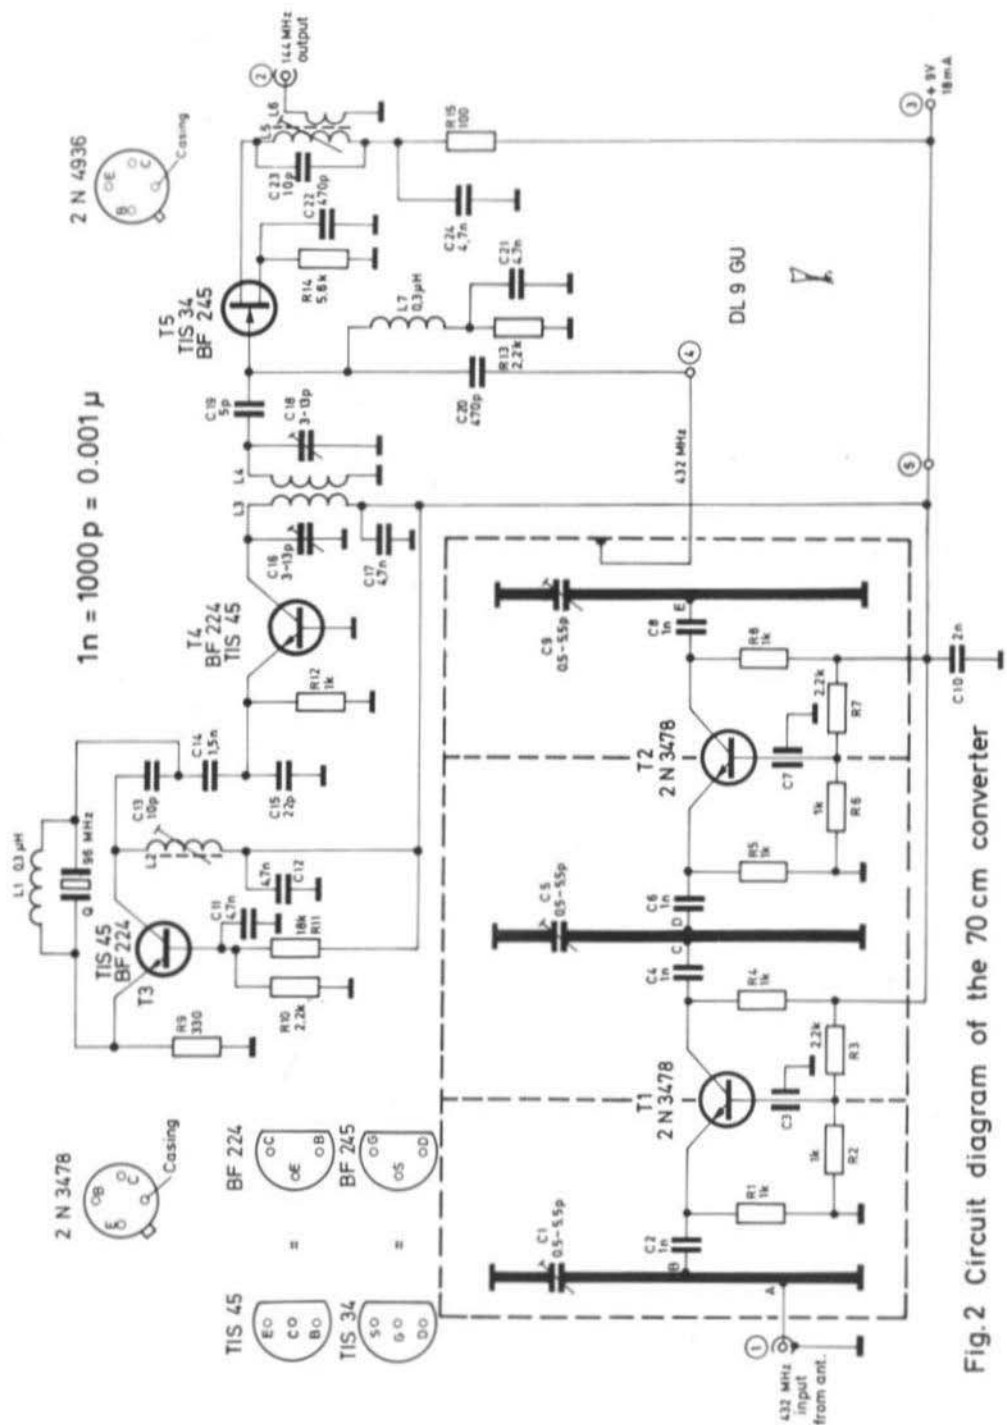 2 N 3478
B
E
C
Casing
TIS 45
=
BF 224
E
C
B
C
E
B
TIS 34
=
BF 245
S
G
D
G
S
D
L1 0.3 µH
Q
96 MHz
TIS 45
BF 224
T3
R9
330
R10
2.2k
18k
R11
C11
4.7n
4.7n
C12
L2
C13
10p
C14
1,5n
C15
22p
R12
1k
T4
BF 224
TIS 45
1n = 1000p = 0.001 µ
C16
3-13p
C17
4.7n
L3
L4
C18
3-13p
C19
5p
T5
TIS 34
BF 245
R14
5.6k
C22
470p
C23
10p
L5
L6
2
144 MHz
output
2 N 4936
B
E
C
Casing
L7
0,3 µH
R13
2.2k
C21
4.7n
C24
4,7n
R15
100
C20
470p
432 MHz
4
DL 9 GU
3
+ 9V
18mA
5
1
432 MHz
input
from ant.
A
B
C1
0.5-5.5p
C2
1n
R1
1k
T1
2 N 3478
1k
R2
C3
2.2k
R3
R4
1k
C4
1n
C
D
C5
0.5-5.5p
C6
1n
R5
1k
T2
2 N 3478
1k
R6
C7
2.2k
R7
R8
1k
C8
1n
E
C9
0.5-5.5p
C10
2n
Fig. 2 Circuit diagram of the 70 cm converter